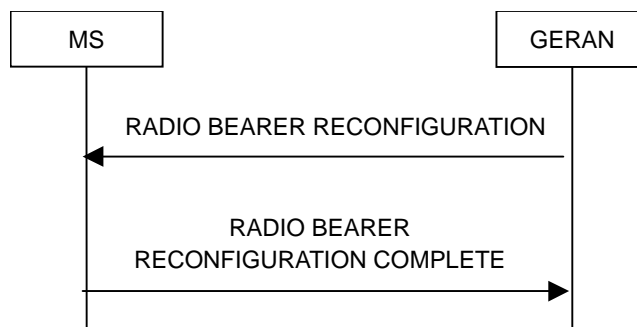 MS
GERAN
RADIO BEARER RECONFIGURATION
RADIO BEARER
RECONFIGURATION COMPLETE